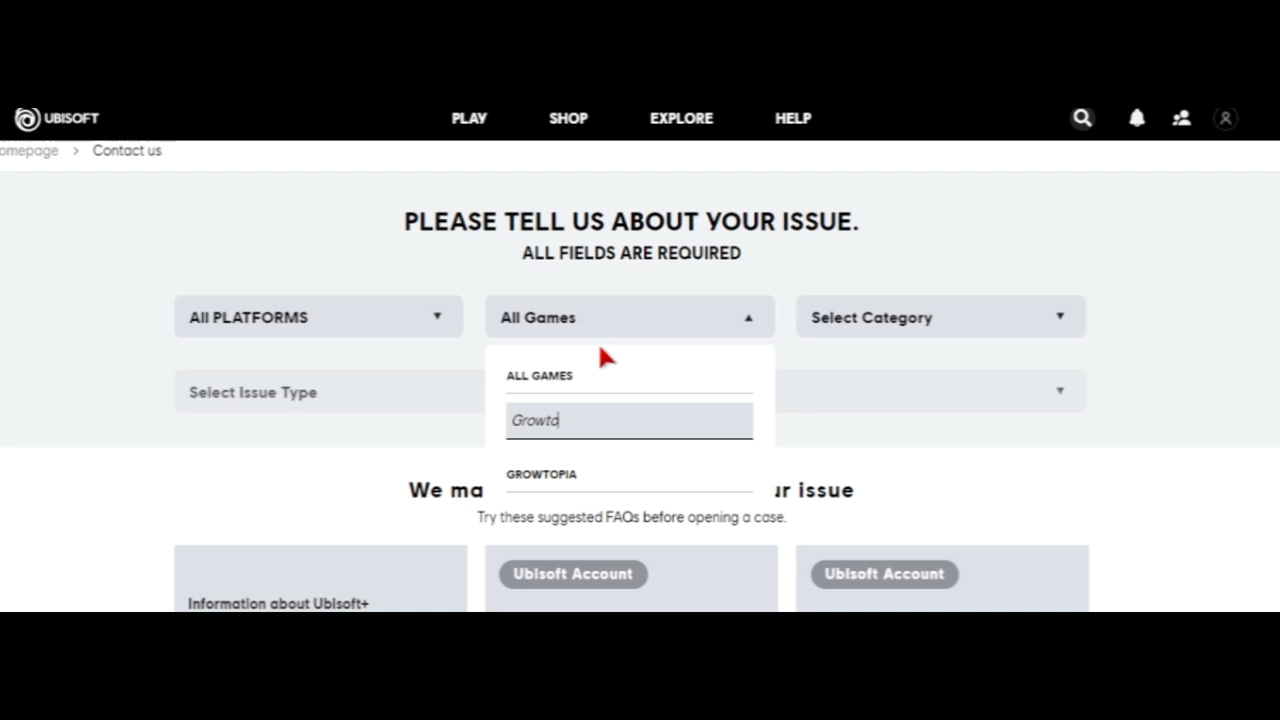 UBISOFT PLAY SHOP EXPLORE HELP
omepage > Contact us
PLEASE TELL US ABOUT YOUR ISSUE.
ALL FIELDS ARE REQUIRED
All PLATFORMS
All Games
Select Category
ALL GAMES
Select Issue Type
Growto
GROWTOPIA
We ma
ur issue
Try these suggested FAQs before opening a case.
Information about Ubisoft+
Ubisoft Account
Ubisoft Account